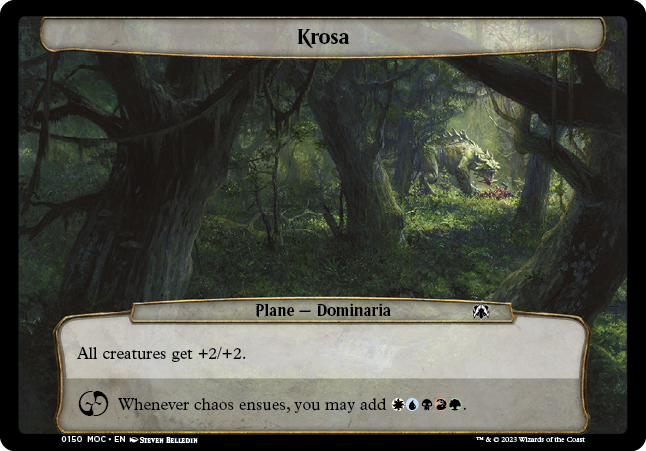 Krosa
Plane — Dominaria
All creatures get +2/+2.
Whenever chaos ensues, you may add
.
0150 MOC • EN Steven Belledin
™ & © 2023 Wizards of the Coast